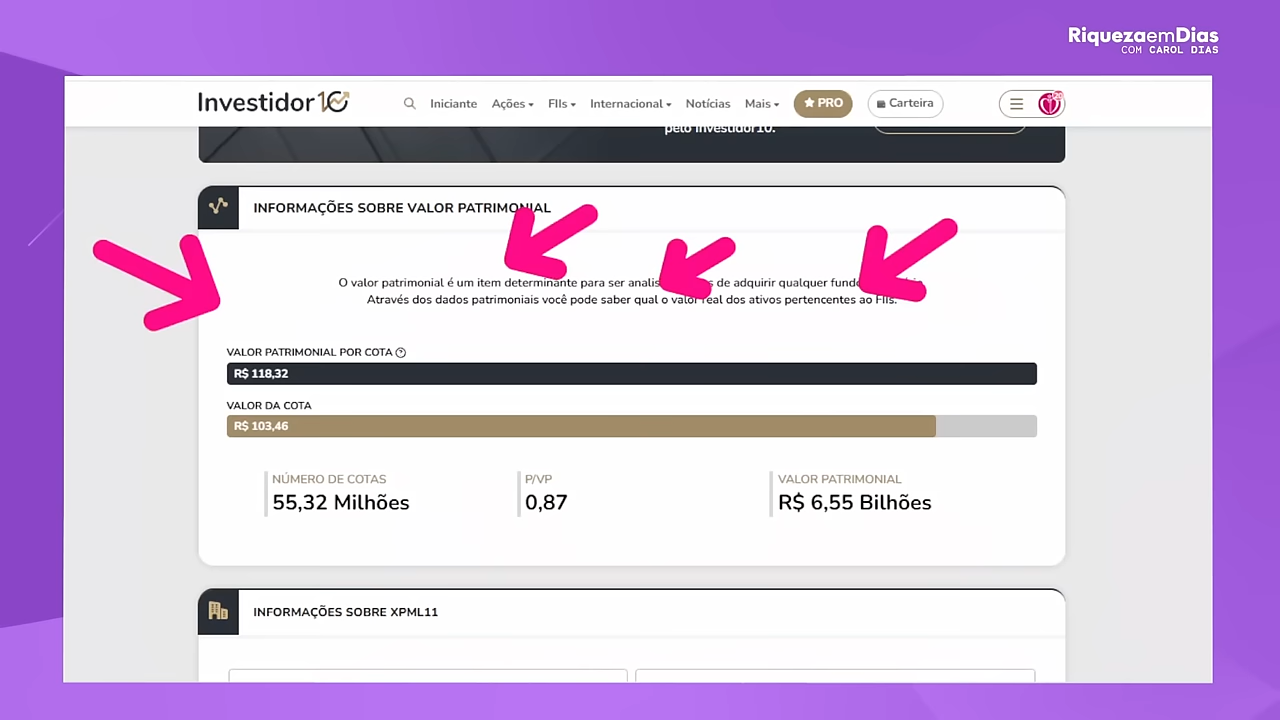 RiquezaemDias
COM CAROL DIAS
Investidor10
Iniciante Ações FIIs Internacional Notícias Mais PRO Carteira
pelo Investidor10.
INFORMAÇÕES SOBRE VALOR PATRIMONIAL
O valor patrimonial é um item determinante para ser de adquirir qualquer
Através dos dados patrimoniais você pode saber qual o valor real dos ativos pertencentes ao FIIs.
VALOR PATRIMONIAL POR COTA
R$ 118,32
VALOR DA COTA
R$ 103,46
NÚMERO DE COTAS P/VP VALOR PATRIMONIAL
55,32 Milhões 0,87 R$ 6,55 Bilhões
INFORMAÇÕES SOBRE XPML11